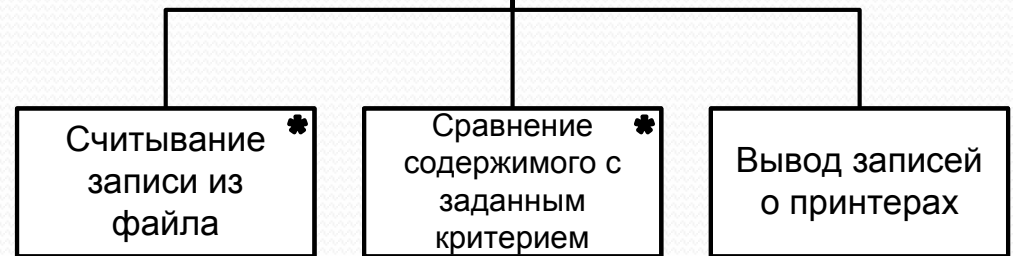 Считывание
записи из
файла
*
Сравнение
содержимого с
заданным
критерием
*
Вывод записей
о принтерах